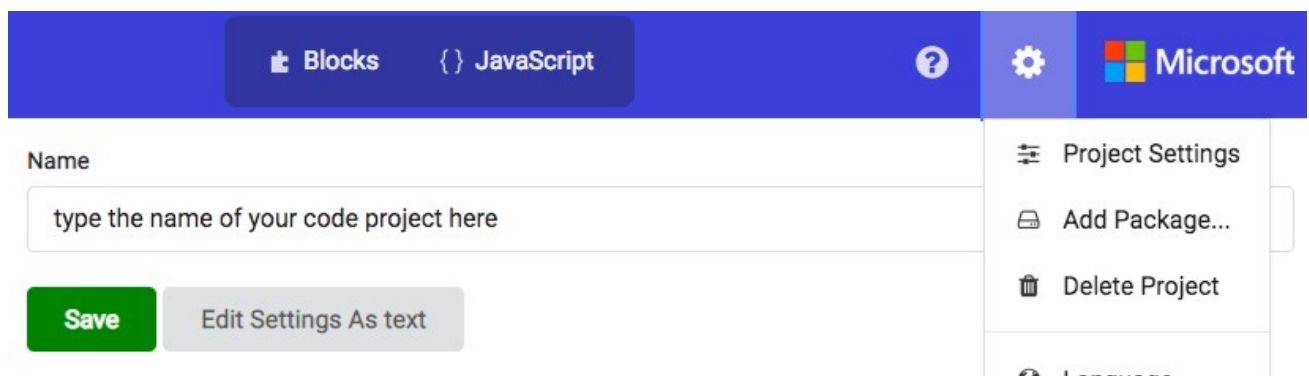 Blocks
{ } JavaScript
Microsoft
Name
type the name of your code project here
Save
Edit Settings As text
Project Settings
Add Package...
Delete Project